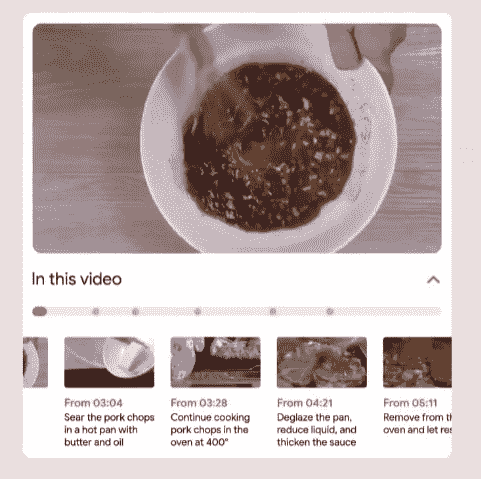 In this video
From 03:04
Sear the pork chops
in a hot pan with
butter and oil
From 03:28
Continue cooking
pork chops in the
oven at 400°
From 04:21
Deglaze the pan,
reduce liquid, and
thicken the sauce
From 05:11
Remove from th
oven and let res